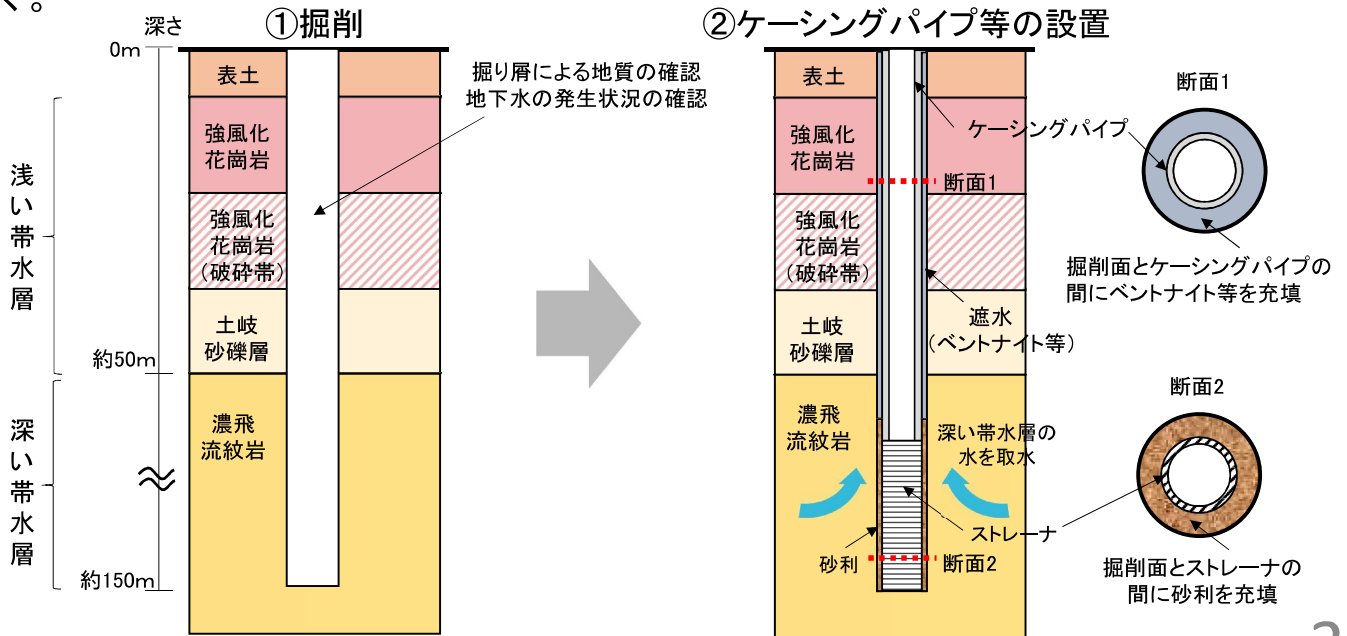 く。
①掘削
②ケーシングパイプ等の設置
深さ
0m
約50m
約150m
浅い帯水層
深い帯水層
表土
強風化
花崗岩
強風化
花崗岩
(破砕帯)
土岐
砂礫層
濃飛
流紋岩
掘り屑による地質の確認
地下水の発生状況の確認
表土
強風化
花崗岩
強風化
花崗岩
(破砕帯)
土岐
砂礫層
濃飛
流紋岩
ケーシングパイプ
断面1
遮水
(ベントナイト等)
深い帯水層の
水を取水
ストレーナ
砂利
断面2
断面1
掘削面とケーシングパイプの
間にベントナイト等を充填
断面2
掘削面とストレーナの
間に砂利を充填